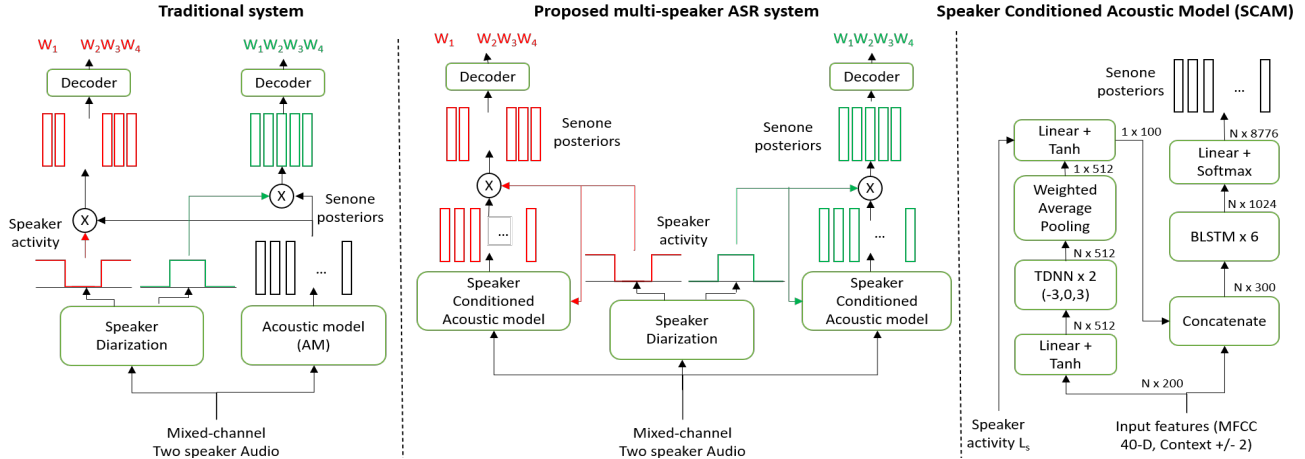 Traditional system
W1 W2W3W4
W1W2W3W4
Decoder
Decoder
X
X
Senone
posteriors
Speaker
activity
...
Speaker
Diarization
Acoustic model
(AM)
Mixed-channel
Two speaker Audio
Proposed multi-speaker ASR system
W1 W2W3W4
W1W2W3W4
Decoder
Decoder
Senone
posteriors
Senone
posteriors
X
X
...
Speaker
activity
...
Speaker
Conditioned
Acoustic model
Speaker
Diarization
Speaker
Conditioned
Acoustic model
Mixed-channel
Two speaker Audio
Speaker Conditioned Acoustic Model (SCAM)
Senone
posteriors
...
N x 8776
Linear +
Tanh
1 x 100
Linear +
Softmax
1 x 512
Weighted
Average
Pooling
N x 1024
BLSTM x 6
N x 512
TDNN x 2
(-3,0,3)
N x 300
Concatenate
N x 512
Linear +
Tanh
N x 200
Speaker
activity Ls
Input features (MFCC
40-D, Context +/- 2)